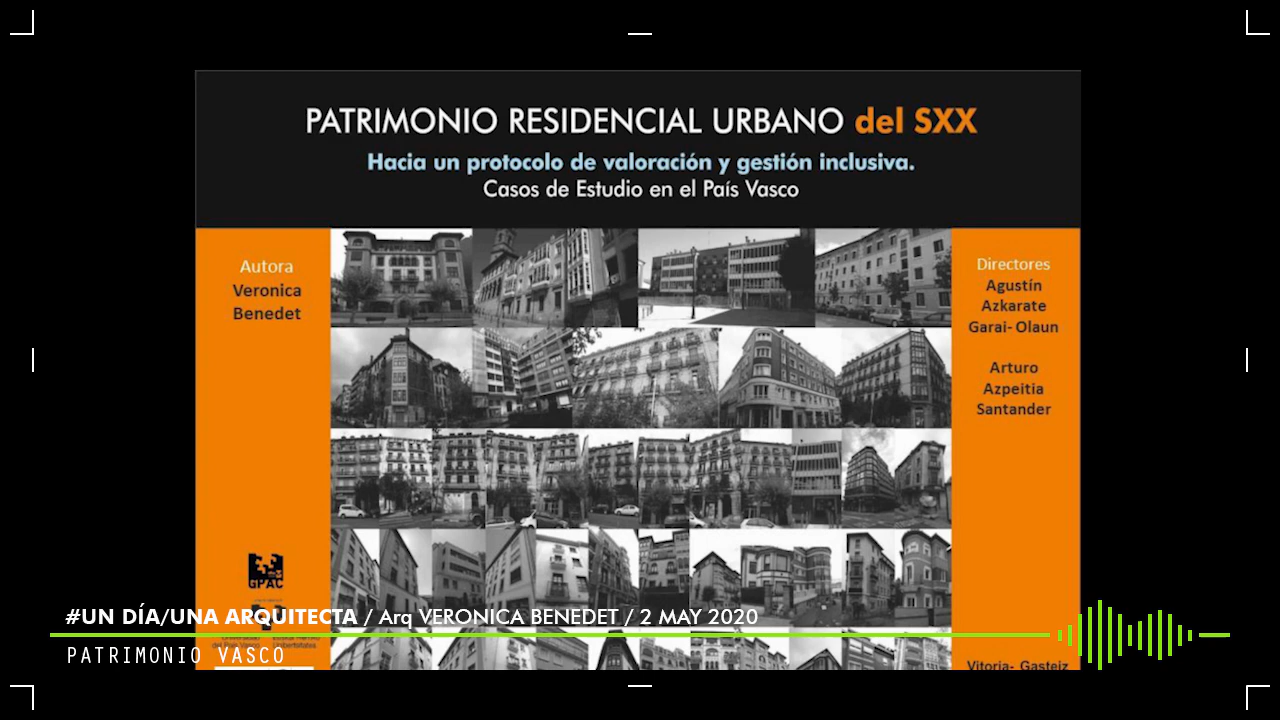 PATRIMONIO RESIDENCIAL URBANO del SXX
Hacia un protocolo de valoración y gestión inclusiva.
Casos de Estudio en el País Vasco
Autora
Veronica
Benedet
Directores
Agustín
Azkarate
Garai- Olaun
Arturo
Azpeitia
Santander
GPAC
#UN DÍA/UNA ARQUITECTA / Arq VERONICA BENEDET / 2 MAY 2020
PATRIMONIO VASCO
Vitoria- Gasteiz